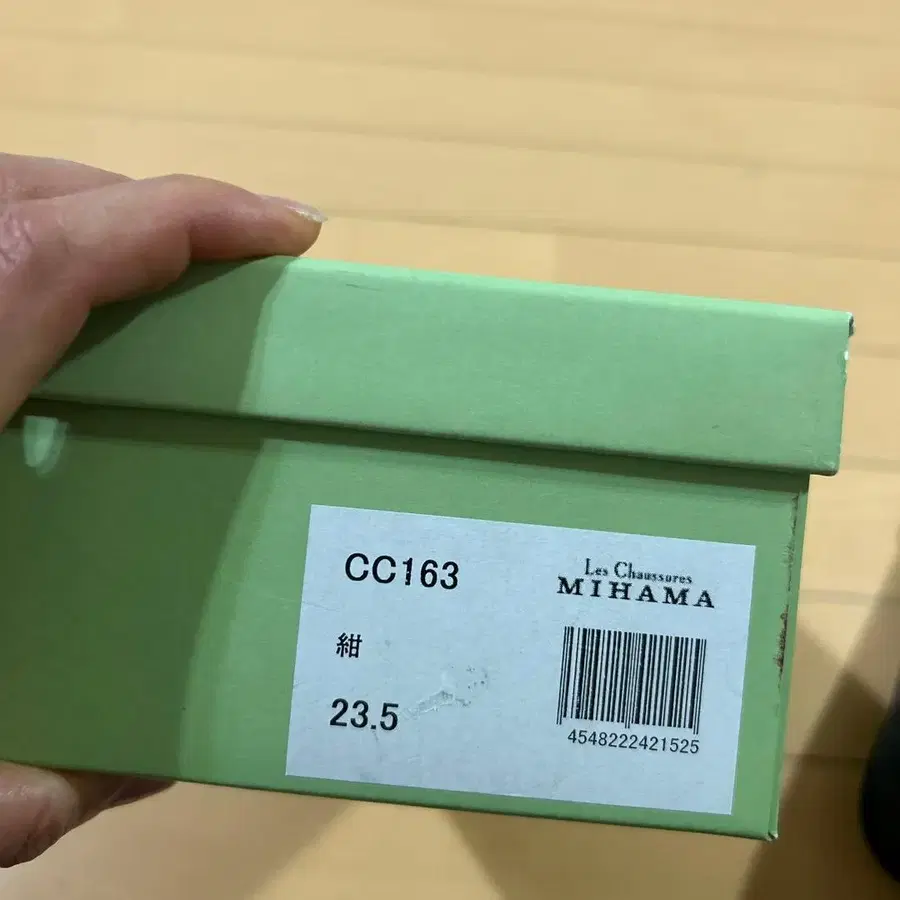 CC163
Les Chaussures
MIHAMA
紺
23.5
4548222421525